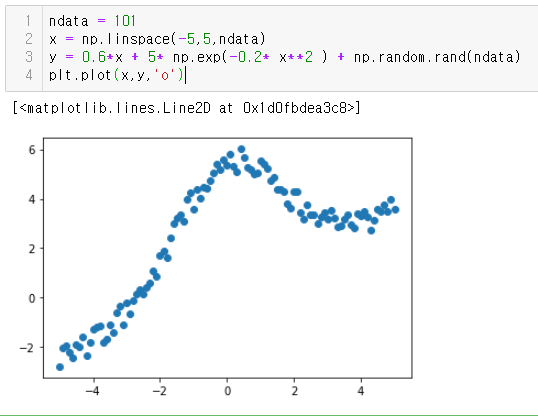 1 ndata = 101
2 x = np.linspace(-5,5,ndata)
3 y = 0.6*x + 5* np.exp(-0.2* x**2 ) + np.random.rand(ndata)
4 plt.plot(x,y,'o')
[<matplotlib.lines.Line2D at 0x1d0fbdea3c8>]
6
4
2
0
−2
−4 −2 0 2 4